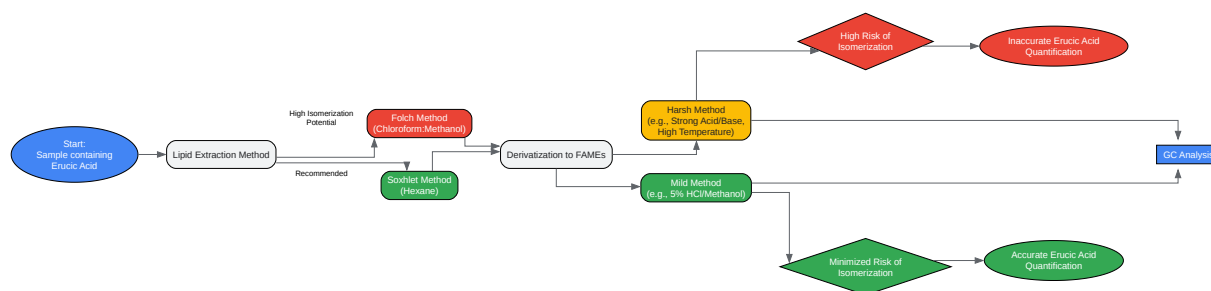 Start:
Sample containing
Erucic Acid
Lipid Extraction Method
High Isomerization
Potential
Recommended
Folch Method
(Chloroform:Methanol)
Soxhlet Method
(Hexane)
Derivatization to FAMEs
Harsh Method
(e.g., Strong Acid/Base,
High Temperature)
Mild Method
(e.g., 5% HCl/Methanol)
High Risk of
Isomerization
Inaccurate Erucic Acid
Quantification
GC Analysis
Minimized Risk of
Isomerization
Accurate Erucic Acid
Quantification